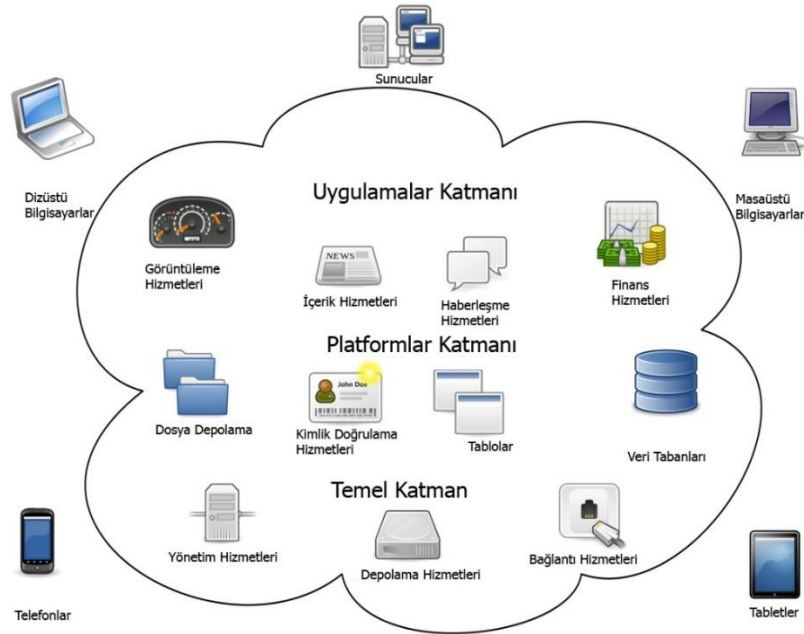 Sunucular
Dizüstü
Bilgisayarlar
Masaüstü
Bilgisayarlar
Uygulamalar Katmanı
Görüntüleme
Hizmetleri
NEWS
İçerik Hizmetleri
Haberleşme
Hizmetleri
Finans
Hizmetleri
Platformlar Katmanı
Dosya Depolama
John Doe
Kimlik Doğrulama
Hizmetleri
Tablolar
Veri Tabanları
Temel Katman
Yönetim Hizmetleri
Depolama Hizmetleri
Bağlantı Hizmetleri
Telefonlar
Tabletler